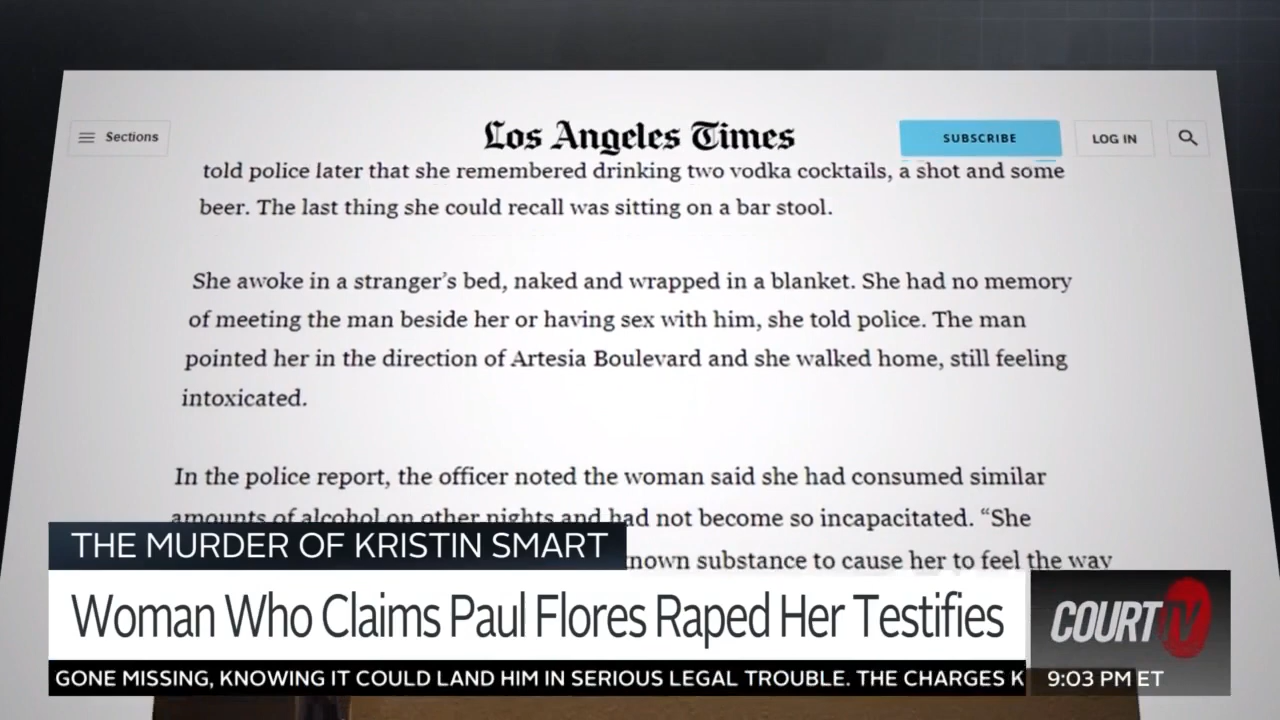 Sections
Los Angeles Times
SUBSCRIBE
LOG IN
told police later that she remembered drinking two vodka cocktails, a shot and some
beer. The last thing she could recall was sitting on a bar stool.
She awoke in a stranger’s bed, naked and wrapped in a blanket. She had no memory
of meeting the man beside her or having sex with him, she told police. The man
pointed her in the direction of Artesia Boulevard and she walked home, still feeling
intoxicated.
In the police report, the officer noted the woman said she had consumed similar
amounts of alcohol on other nights and had not become so incapacitated. “She
nown substance to cause her to feel the way
THE MURDER OF KRISTIN SMART
Woman Who Claims Paul Flores Raped Her Testifies
COURT TV
GONE MISSING, KNOWING IT COULD LAND HIM IN SERIOUS LEGAL TROUBLE. THE CHARGES K
9:03 PM ET